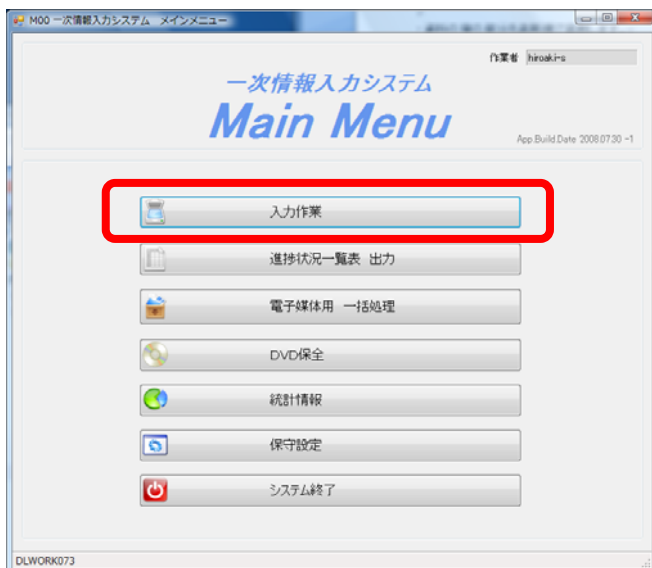 M00 一次情報入力システム メインメニュー
作業者 hiroaki-s
一次情報入力システム
Main Menu
App.Build.Date 2008.07.30 -1
入力作業
進捗状況一覧表 出力
電子媒体用 一括処理
DVD保全
統計情報
保守設定
システム終了
DLWORK073